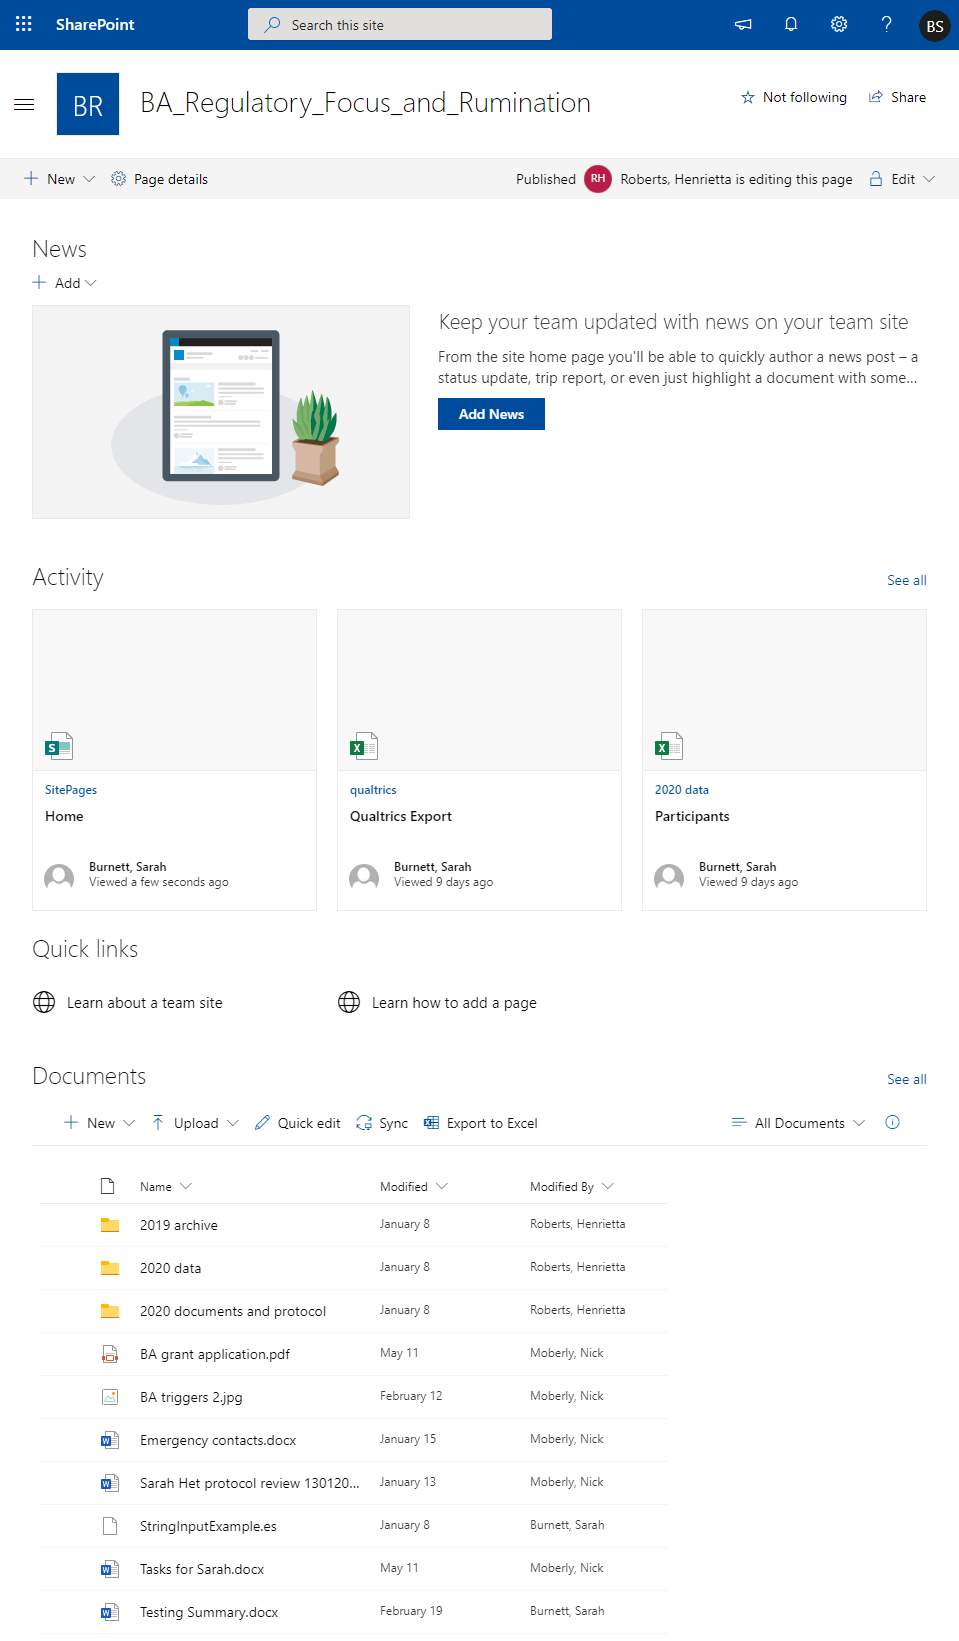 SharePoint
Search this site
?
BS
BR
BA_Regulatory_Focus_and_Rumination
Not following
Share
New
Page details
Published
RH
Roberts, Henrietta is editing this page
Edit
News
Add
Keep your team updated with news on your team site
From the site home page you'll be able to quickly author a news post – a
status update, trip report, or even just highlight a document with some...
Add News
Activity
See all
SitePages
Home
Burnett, Sarah
Viewed a few seconds ago
qualtrics
Qualtrics Export
Burnett, Sarah
Viewed 9 days ago
2020 data
Participants
Burnett, Sarah
Viewed 9 days ago
Quick links
Learn about a team site
Learn how to add a page
Documents
See all
New
Upload
Quick edit
Sync
Export to Excel
All Documents
Name Modified Modified By
2019 archive January 8 Roberts, Henrietta
2020 data January 8 Roberts, Henrietta
2020 documents and protocol January 8 Roberts, Henrietta
BA grant application.pdf May 11 Moberly, Nick
BA triggers 2.jpg February 12 Moberly, Nick
Emergency contacts.docx January 15 Moberly, Nick
Sarah Het protocol review 130120... January 13 Moberly, Nick
StringInputExample.es January 8 Burnett, Sarah
Tasks for Sarah.docx May 11 Moberly, Nick
Testing Summary.docx February 19 Burnett, Sarah